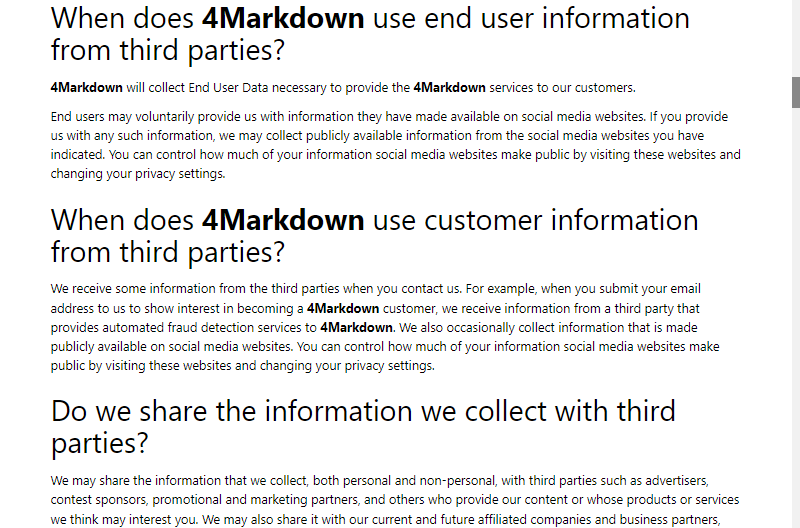 When does 4Markdown use end user information
from third parties?
4Markdown will collect End User Data necessary to provide the 4Markdown services to our customers.
End users may voluntarily provide us with information they have made available on social media websites. If you provide
us with any such information, we may collect publicly available information from the social media websites you have
indicated. You can control how much of your information social media websites make public by visiting these websites and
changing your privacy settings.
When does 4Markdown use customer information
from third parties?
We receive some information from the third parties when you contact us. For example, when you submit your email
address to us to show interest in becoming a 4Markdown customer, we receive information from a third party that
provides automated fraud detection services to 4Markdown. We also occasionally collect information that is made
publicly available on social media websites. You can control how much of your information social media websites make
public by visiting these websites and changing your privacy settings.
Do we share the information we collect with third
parties?
We may share the information that we collect, both personal and non-personal, with third parties such as advertisers,
contest sponsors, promotional and marketing partners, and others who provide our content or whose products or services
we think may interest you. We may also share it with our current and future affiliated companies and business partners,